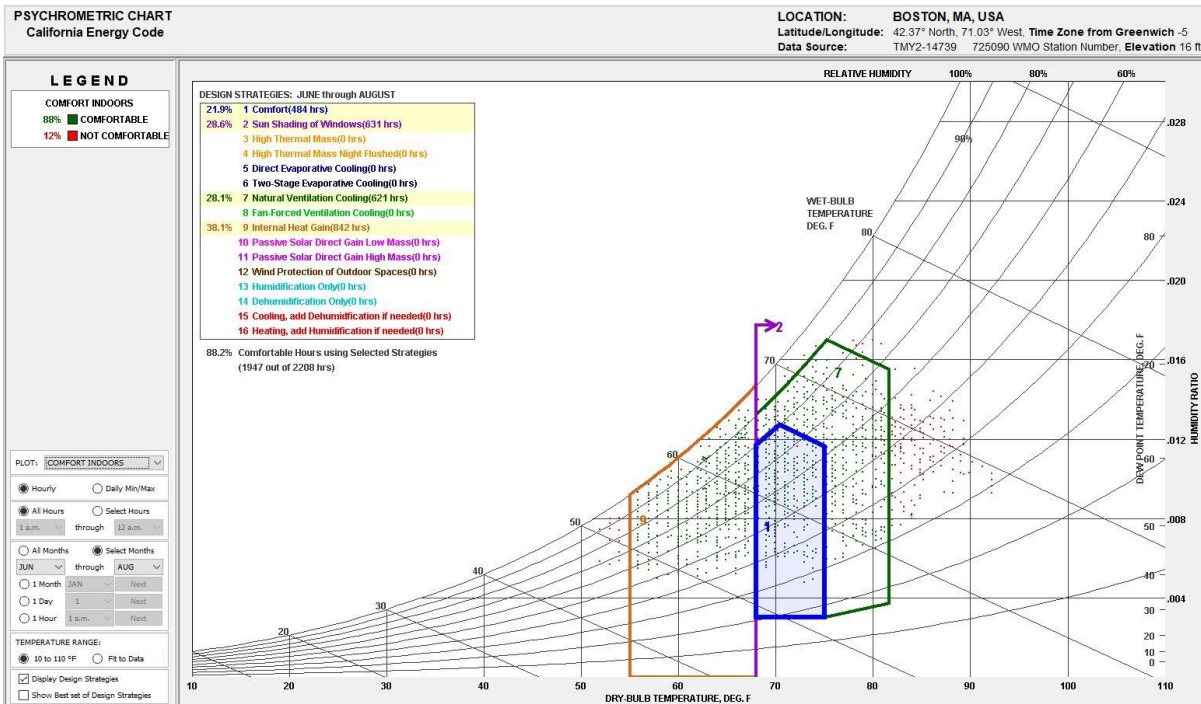 PSYCHROMETRIC CHART
California Energy Code
LOCATION: BOSTON, MA, USA
Latitude/Longitude: 42.37° North, 71.03° West, Time Zone from Greenwich -5
Data Source: TMY2-14739 725090 WMO Station Number, Elevation 16 ft
LEGEND
COMFORT INDOORS
88% COMFORTABLE
12% NOT COMFORTABLE
PLOT: COMFORT INDOORS
Hourly Daily Min/Max
All Hours Select Hours
1 a.m. through 12 a.m.
All Months Select Months
JUN through AUG
1 Month JAN Next
1 Day 1 Next
1 Hour 1 a.m. Next
TEMPERATURE RANGE:
10 to 110 °F Fit to Data
Display Design Strategies
Show Best set of Design Strategies
DESIGN STRATEGIES: JUNE through AUGUST
21.9% 1 Comfort(484 hrs)
28.6% 2 Sun Shading of Windows(631 hrs)
3 High Thermal Mass(0 hrs)
4 High Thermal Mass Night Flushed(0 hrs)
5 Direct Evaporative Cooling(0 hrs)
6 Two-Stage Evaporative Cooling(0 hrs)
28.1% 7 Natural Ventilation Cooling(621 hrs)
8 Fan-Forced Ventilation Cooling(0 hrs)
38.1% 9 Internal Heat Gain(842 hrs)
10 Passive Solar Direct Gain Low Mass(0 hrs)
11 Passive Solar Direct Gain High Mass(0 hrs)
12 Wind Protection of Outdoor Spaces(0 hrs)
13 Humidification Only(0 hrs)
14 Dehumidification Only(0 hrs)
15 Cooling, add Dehumidification if needed(0 hrs)
16 Heating, add Humidification if needed(0 hrs)
88.2% Comfortable Hours using Selected Strategies
(1947 out of 2208 hrs)
RELATIVE HUMIDITY 100% 80% 60%
90%
WET-BULB
TEMPERATURE
DEG. F
80
70
60
50
40
30
20
2
7
9
1
.028
.024
.020
.016
.012
.008
.004
HUMIDITY RATIO
DEW POINT TEMPERATURE, DEG. F
80
70
60
50
40
30
20
10
0
10 20 30 40 50 60 70 80 90 100 110
DRY-BULB TEMPERATURE, DEG. F